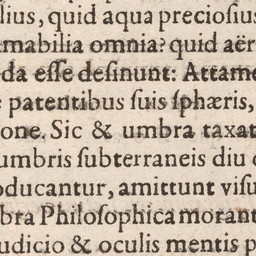 lius, quid aqua preciosius
mabilia omnia? quid aër
da eſſe deſinunt: Attame
patentibus ſuis ſphæris,
one. Sic & umbra taxat
umbris ſubterraneis diu
oducantur, amittunt viſu
bra Philoſophica morant
udicio & oculis mentis p